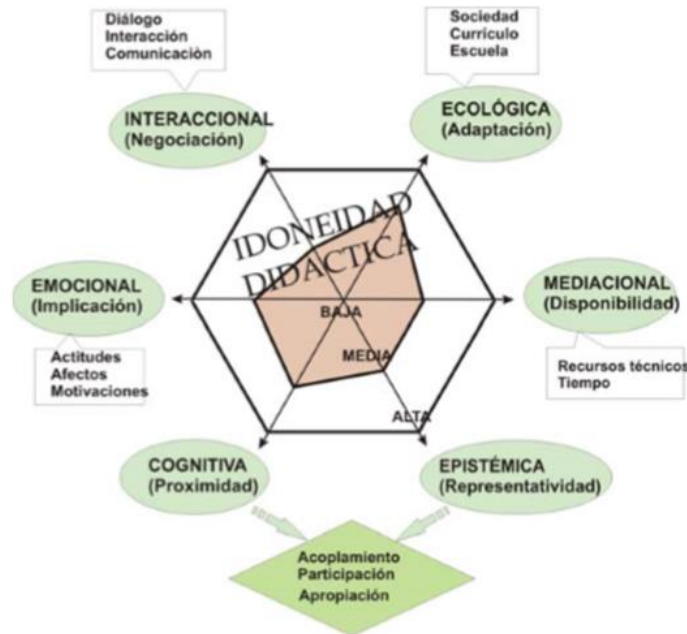 Diálogo
Interacción
Comunicación
Sociedad
Currículo
Escuela
INTERACCIONAL
(Negociación)
ECOLÓGICA
(Adaptación)
IDONEIDAD
DIDÁCTICA
EMOCIONAL
(Implicación)
MEDIACIONAL
(Disponibilidad)
BAJA
MEDIA
ALTA
Actitudes
Afectos
Motivaciones
Recursos técnicos
Tiempo
COGNITIVA
(Proximidad)
EPISTÉMICA
(Representatividad)
Acoplamiento
Participación
Apropiación